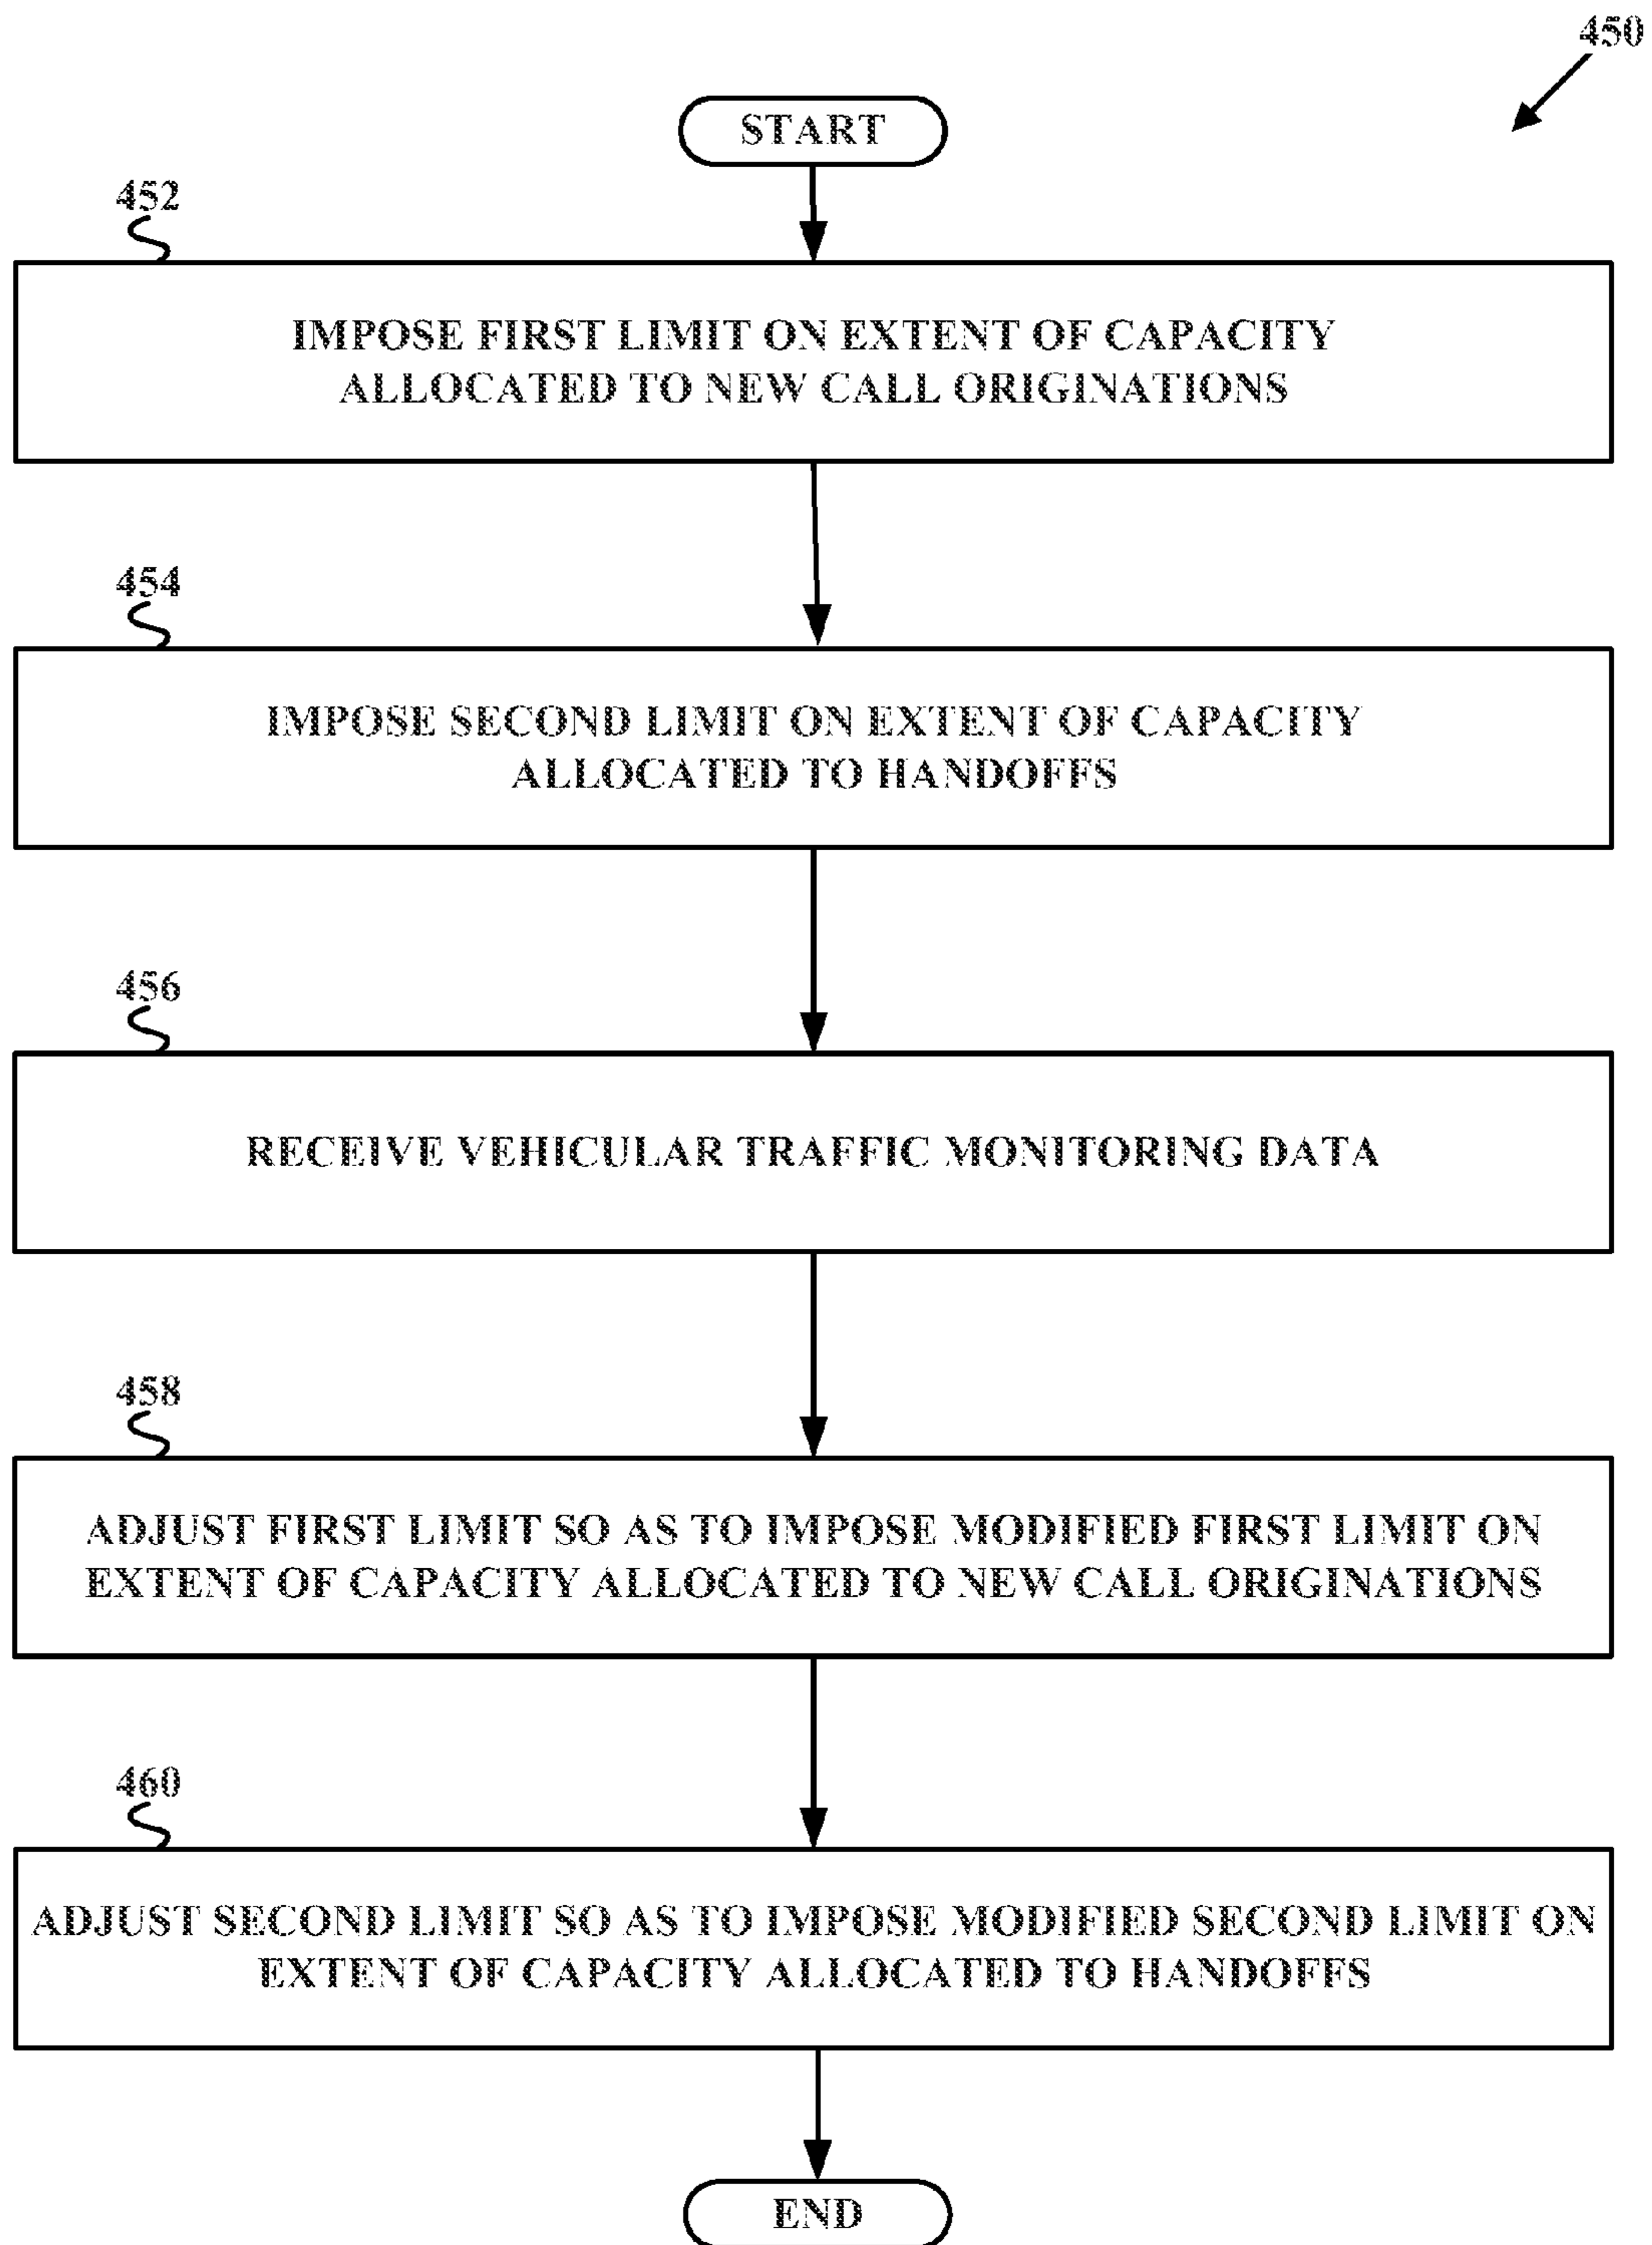 450
START
452
IMPOSE FIRST LIMIT ON EXTENT OF CAPACITY
ALLOCATED TO NEW CALL ORIGINATIONS
454
IMPOSE SECOND LIMIT ON EXTENT OF CAPACITY
ALLOCATED TO HANDOFFS
456
RECEIVE VEHICULAR TRAFFIC MONITORING DATA
458
ADJUST FIRST LIMIT SO AS TO IMPOSE MODIFIED FIRST LIMIT ON
EXTENT OF CAPACITY ALLOCATED TO NEW CALL ORIGINATIONS
460
ADJUST SECOND LIMIT SO AS TO IMPOSE MODIFIED SECOND LIMIT ON
EXTENT OF CAPACITY ALLOCATED TO HANDOFFS
END